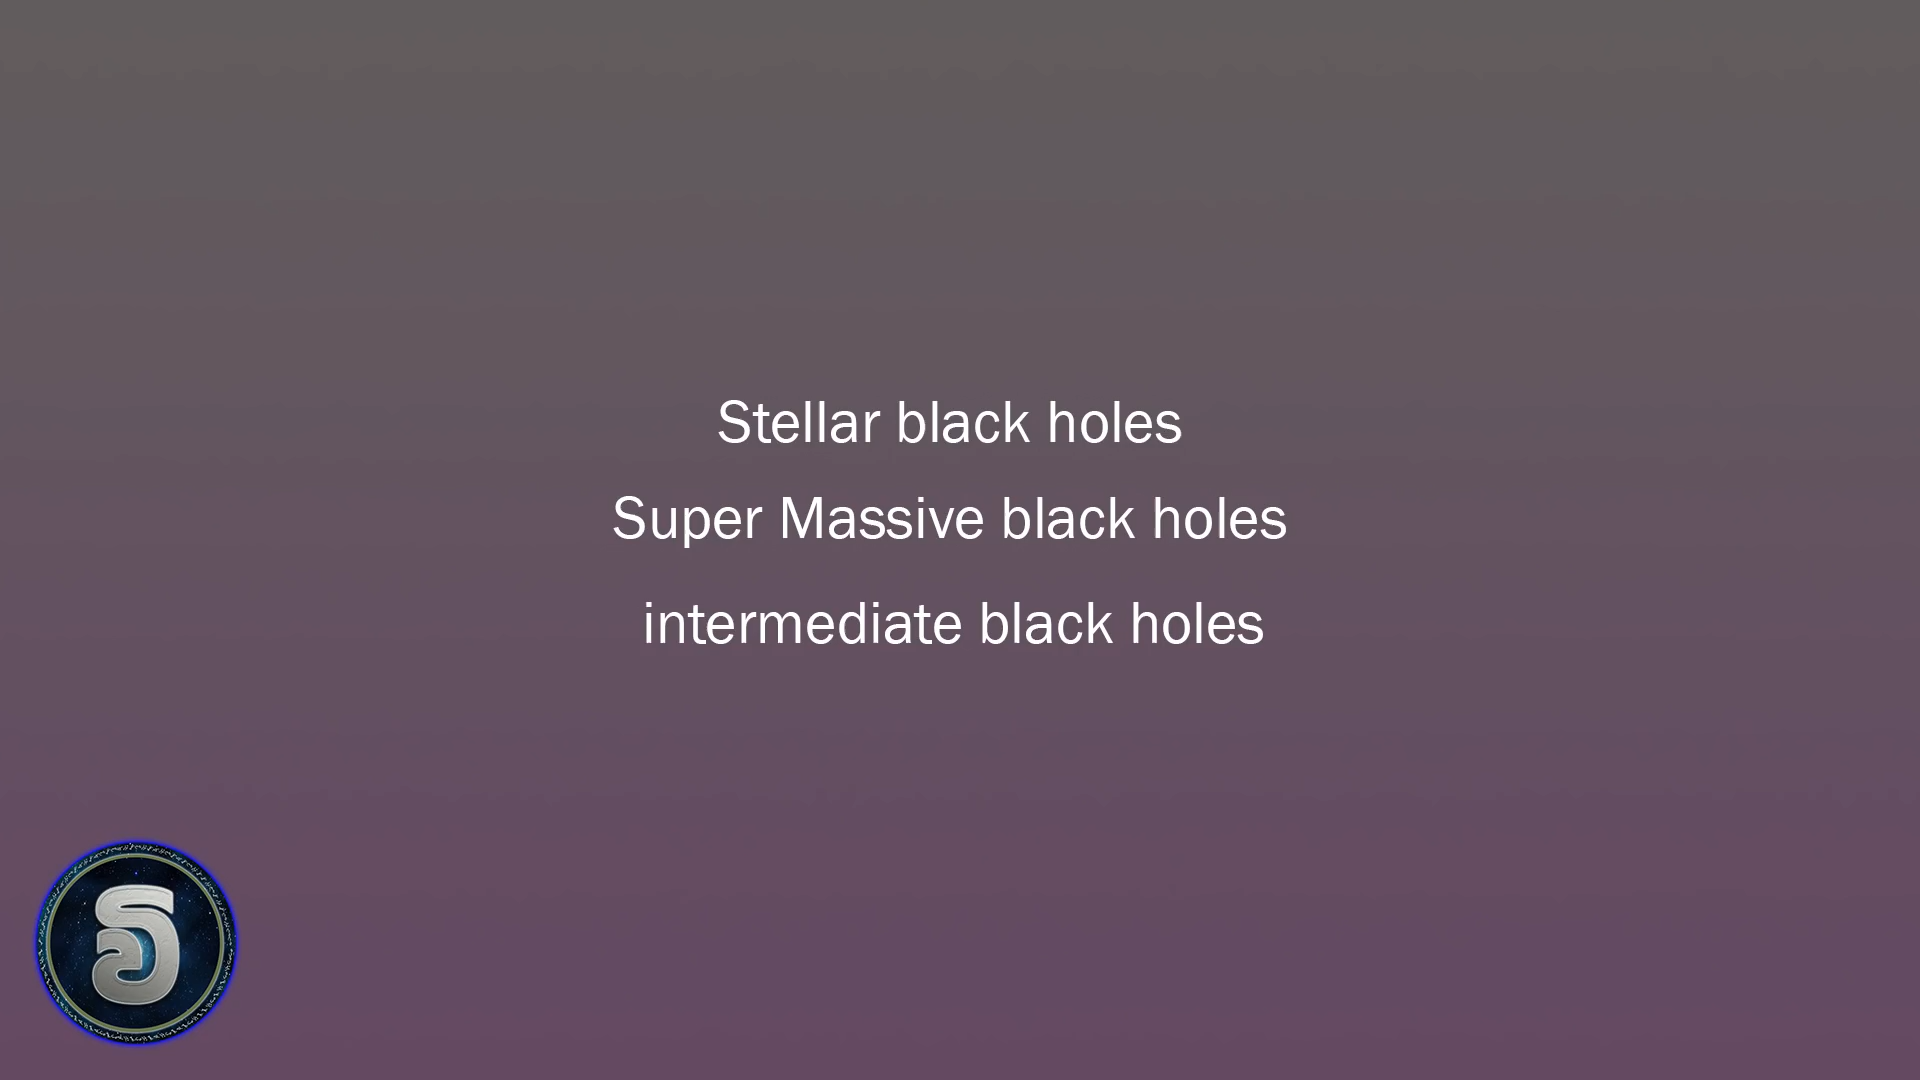 Stellar black holes
Super Massive black holes
intermediate black holes